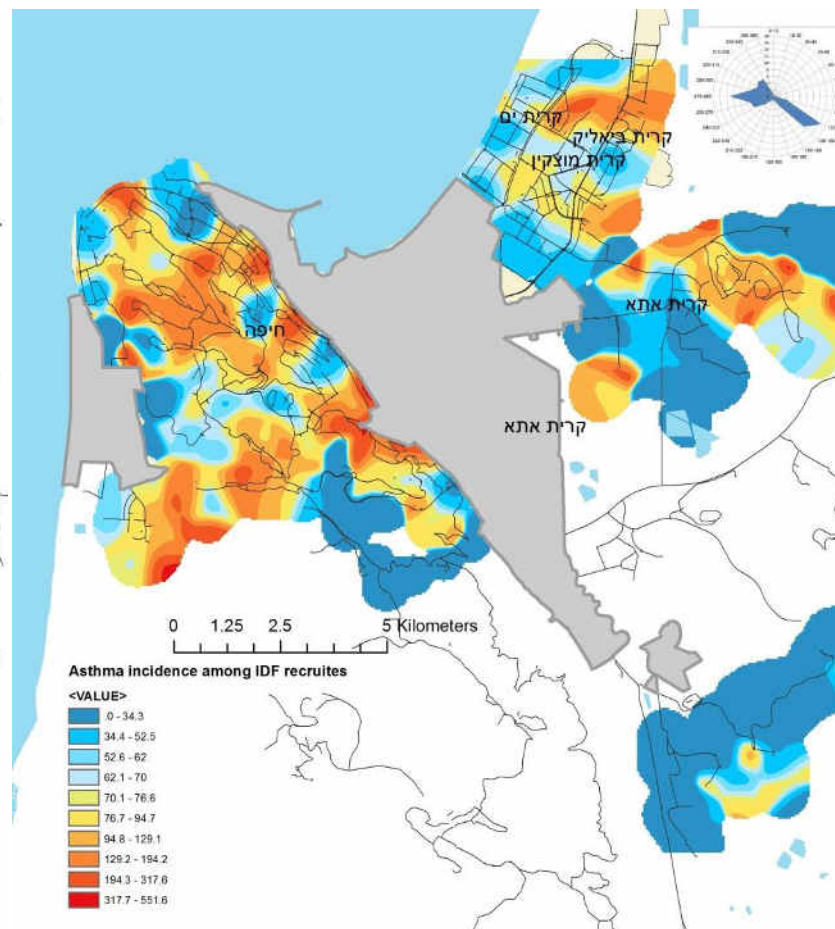 קרית ים
קרית ביאליק
קרית מוצקין
קרית אתא
חיפה
קרית אתא
0 1.25 2.5 5 Kilometers
Asthma incidence among IDF recruites
<VALUE>
.0 - 34.3
34.4 - 52.5
52.6 - 62
62.1 - 70
70.1 - 76.6
76.7 - 94.7
94.8 - 129.1
129.2 - 194.2
194.3 - 317.6
317.7 - 551.6